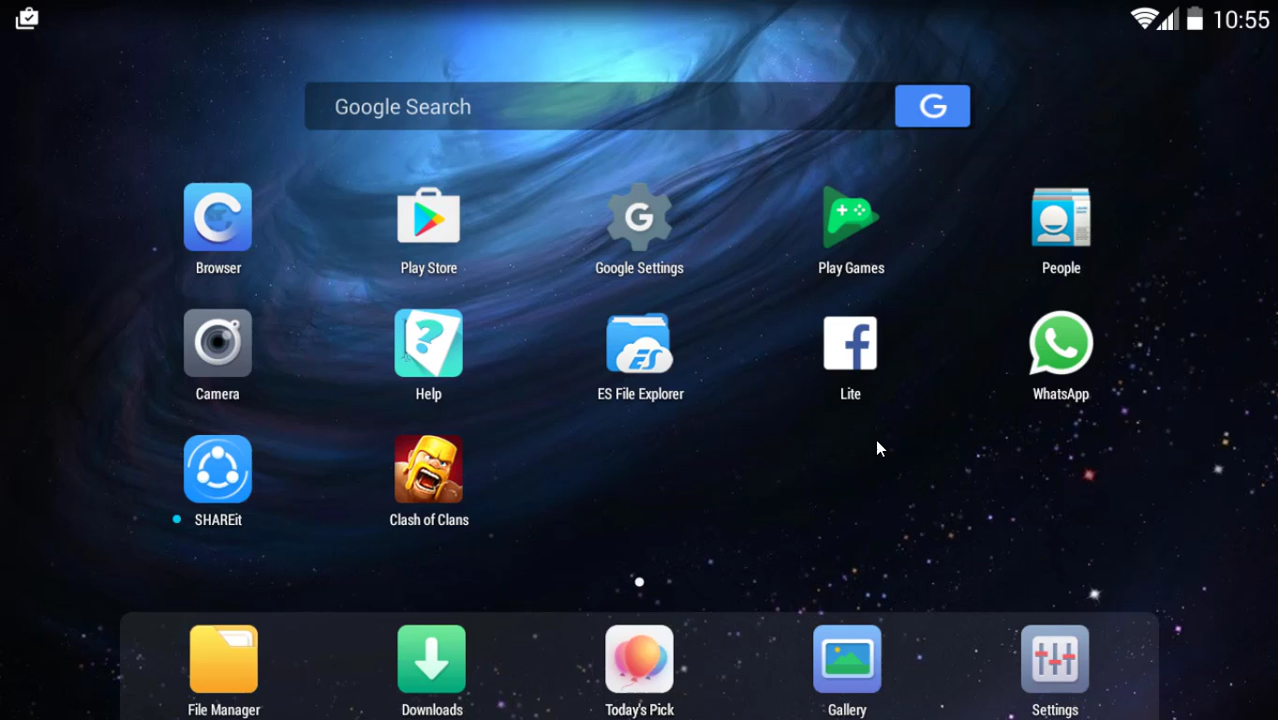 10:55
Google Search G
Browser Play Store Google Settings Play Games People
Camera Help ES File Explorer Lite WhatsApp
SHAREit Clash of Clans
File Manager Downloads Today's Pick Gallery Settings